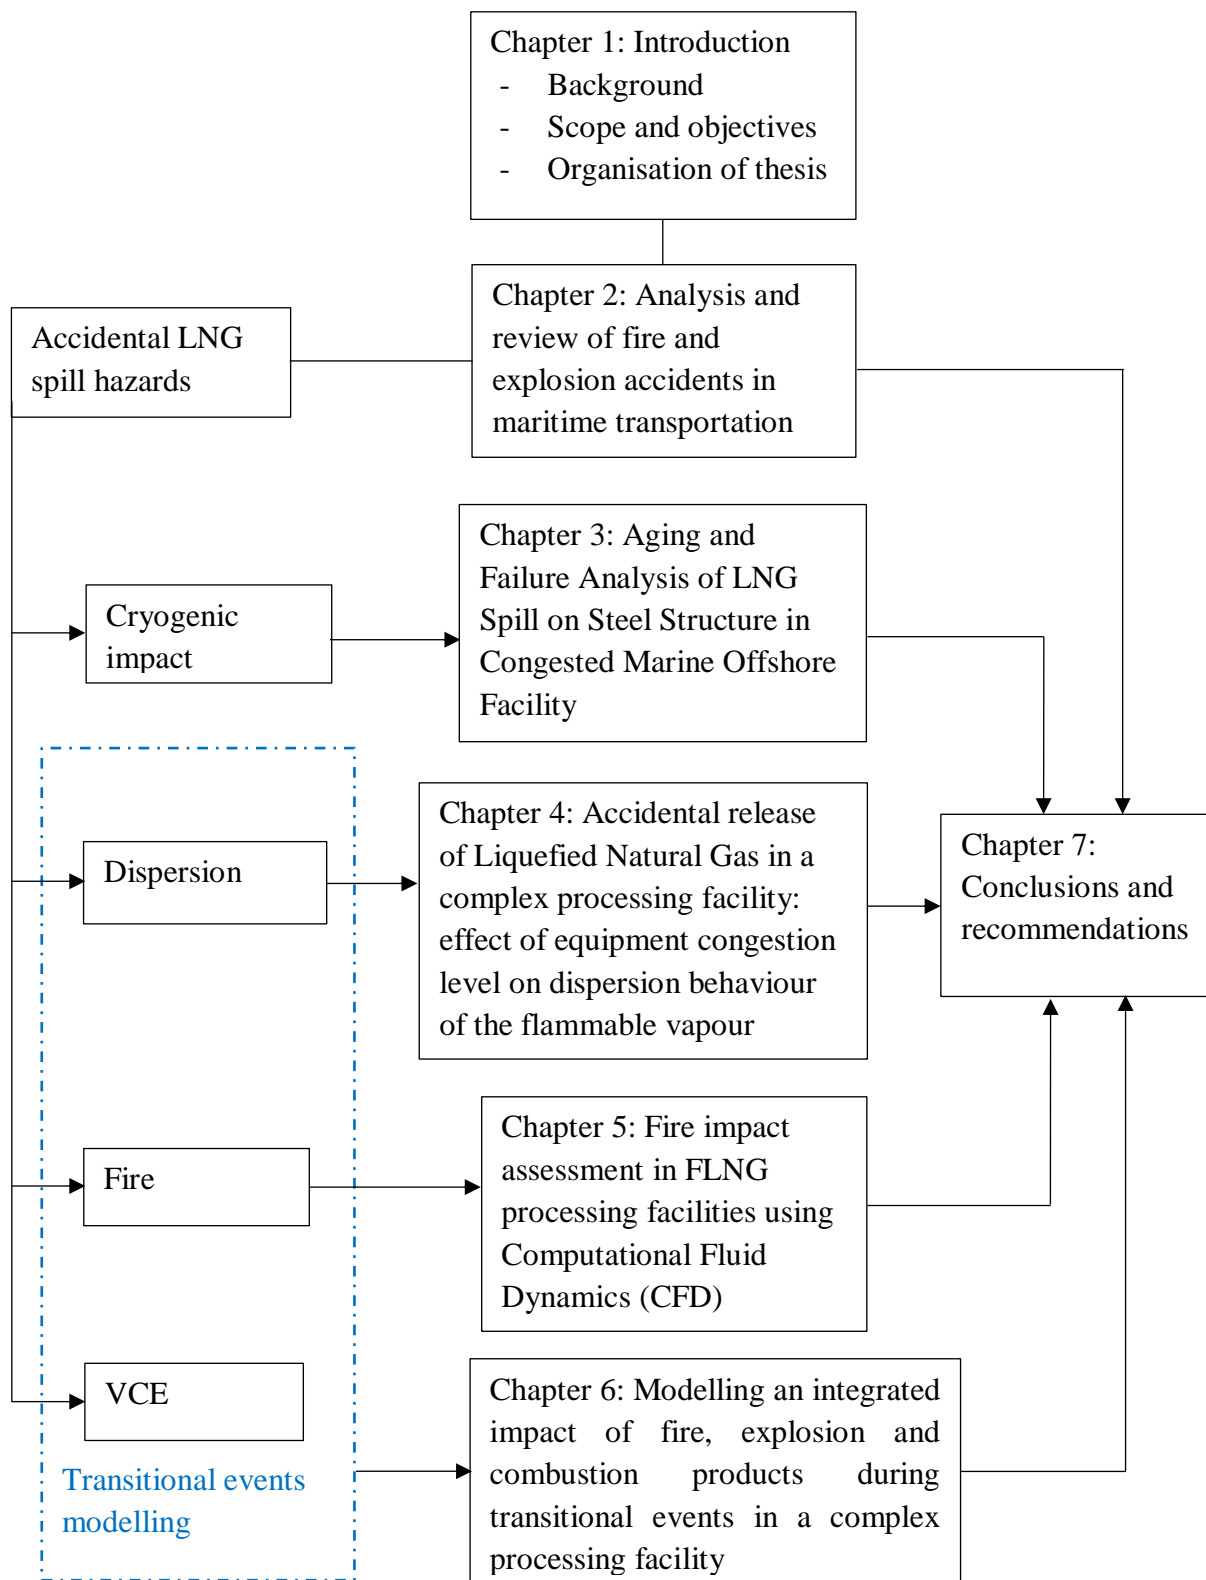 Chapter 1: Introduction
- Background
- Scope and objectives
- Organisation of thesis
Accidental LNG
spill hazards
Chapter 2: Analysis and
review of fire and
explosion accidents in
maritime transportation
Cryogenic
impact
Chapter 3: Aging and
Failure Analysis of LNG
Spill on Steel Structure in
Congested Marine Offshore
Facility
Dispersion
Chapter 4: Accidental release
of Liquefied Natural Gas in a
complex processing facility:
effect of equipment congestion
level on dispersion behaviour
of the flammable vapour
Chapter 7:
Conclusions and
recommendations
Fire
Chapter 5: Fire impact
assessment in FLNG
processing facilities using
Computational Fluid
Dynamics (CFD)
VCE
Transitional events
modelling
Chapter 6: Modelling an integrated
impact of fire, explosion and
combustion products during
transitional events in a complex
processing facility